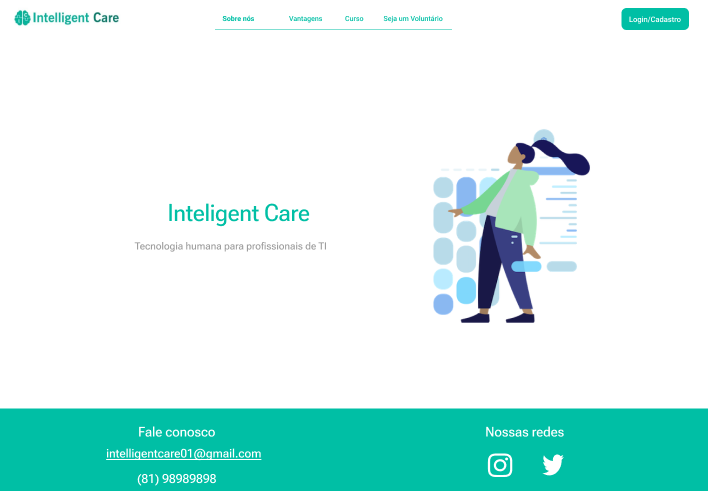 Intelligent Care
Sobre nós
Vantagens
Curso
Seja um Voluntário
Login/Cadastro
Inteligent Care
Tecnologia humana para profissionais de TI
Fale conosco
intelligentcare01@gmail.com
(81) 98989898
Nossas redes